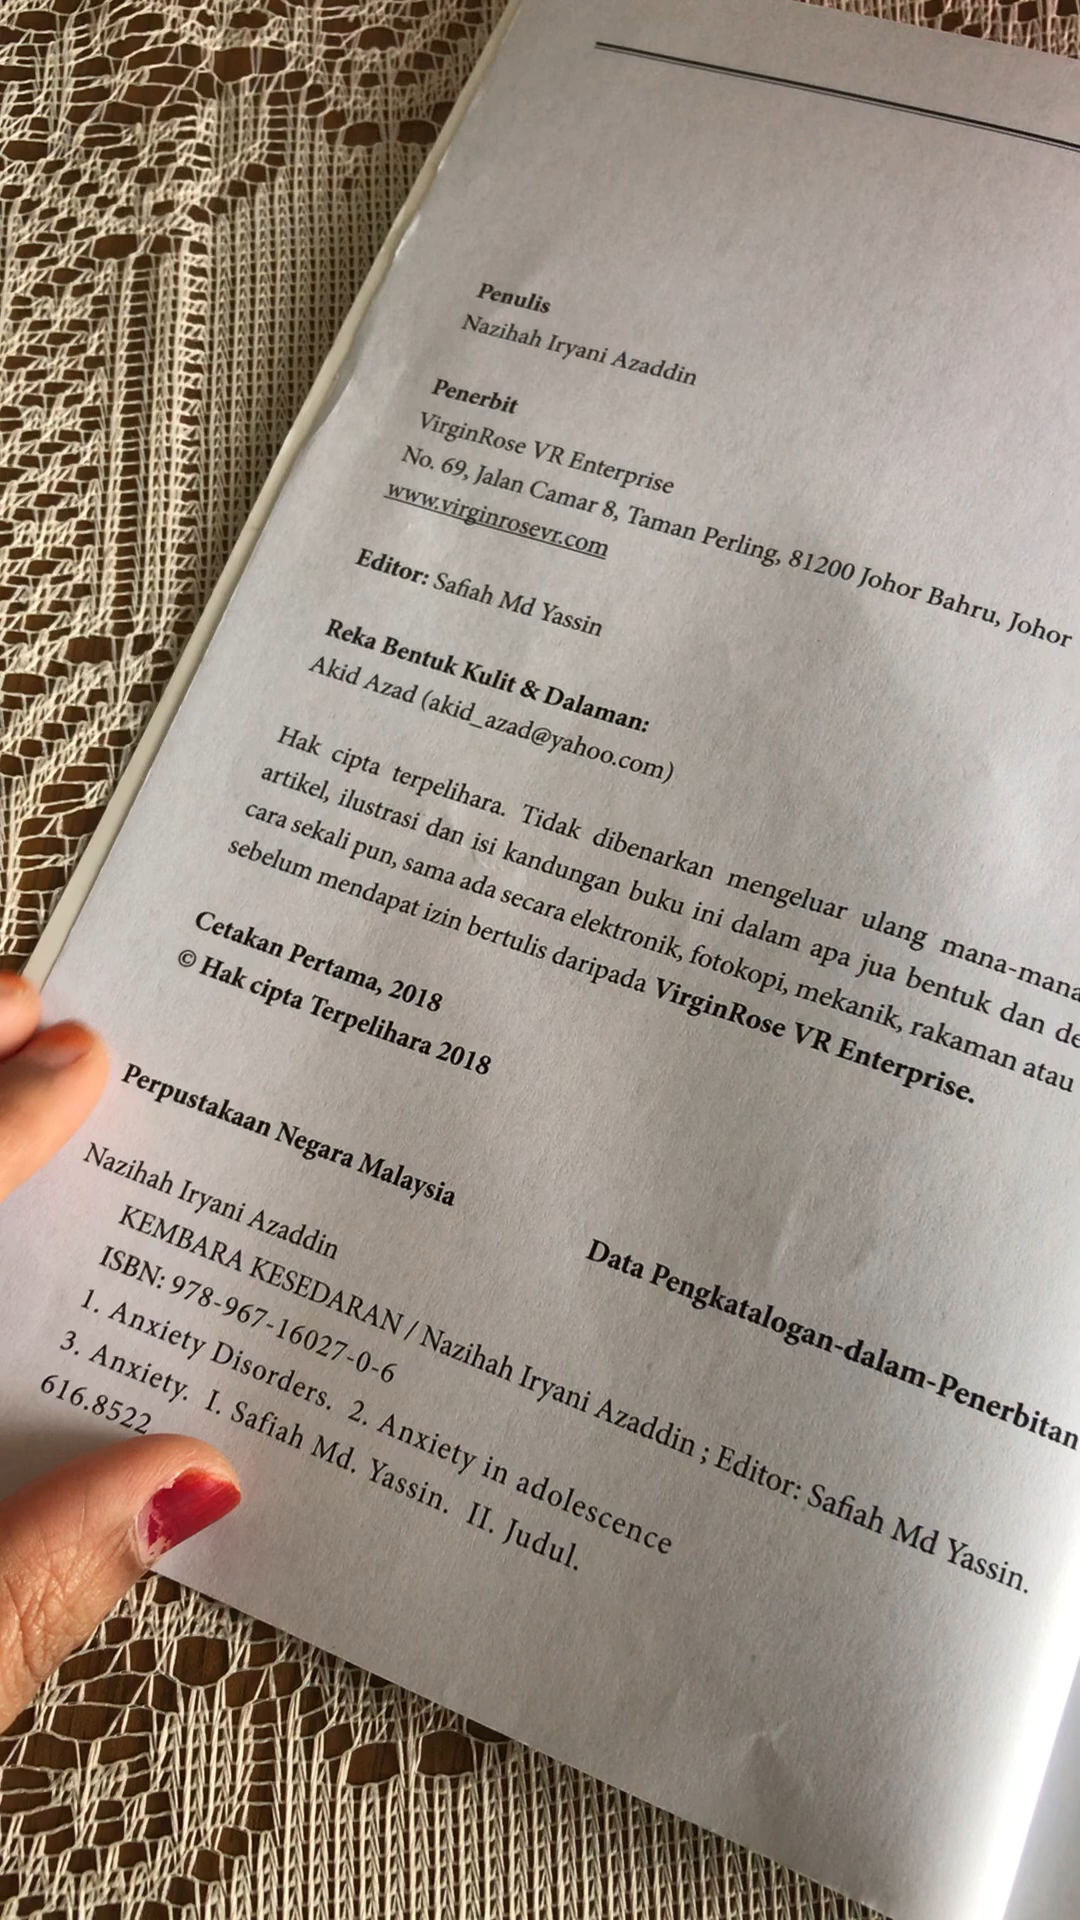 Penulis
Nazihah Iryani Azaddin
Penerbit
VirginRose VR Enterprise
No. 69, Jalan Camar 8, Taman Perling, 81200 Johor Bahru, Johor
www.virginrosevr.com
Editor: Safiah Md Yassin
Reka Bentuk Kulit & Dalaman:
Akid Azad (akid_azad@yahoo.com)
Hak cipta terpelihara. Tidak dibenarkan mengeluar ulang mana-mana
artikel, ilustrasi dan isi kandungan buku ini dalam apa jua bentuk dan
cara sekali pun, sama ada secara elektronik, fotokopi, mekanik, rakaman atau
sebelum mendapat izin bertulis daripada VirginRose VR Enterprise.
Cetakan Pertama, 2018
© Hak cipta Terpelihara 2018
Perpustakaan Negara Malaysia
Data Pengkatalogan-dalam-Penerbitan
Nazihah Iryani Azaddin
KEMBARA KESEDARAN / Nazihah Iryani Azaddin ; Editor: Safiah Md Yassin.
ISBN: 978-967-16027-0-6
1. Anxiety Disorders. 2. Anxiety in adolescence
3. Anxiety. I. Safiah Md. Yassin. II. Judul.
616.8522